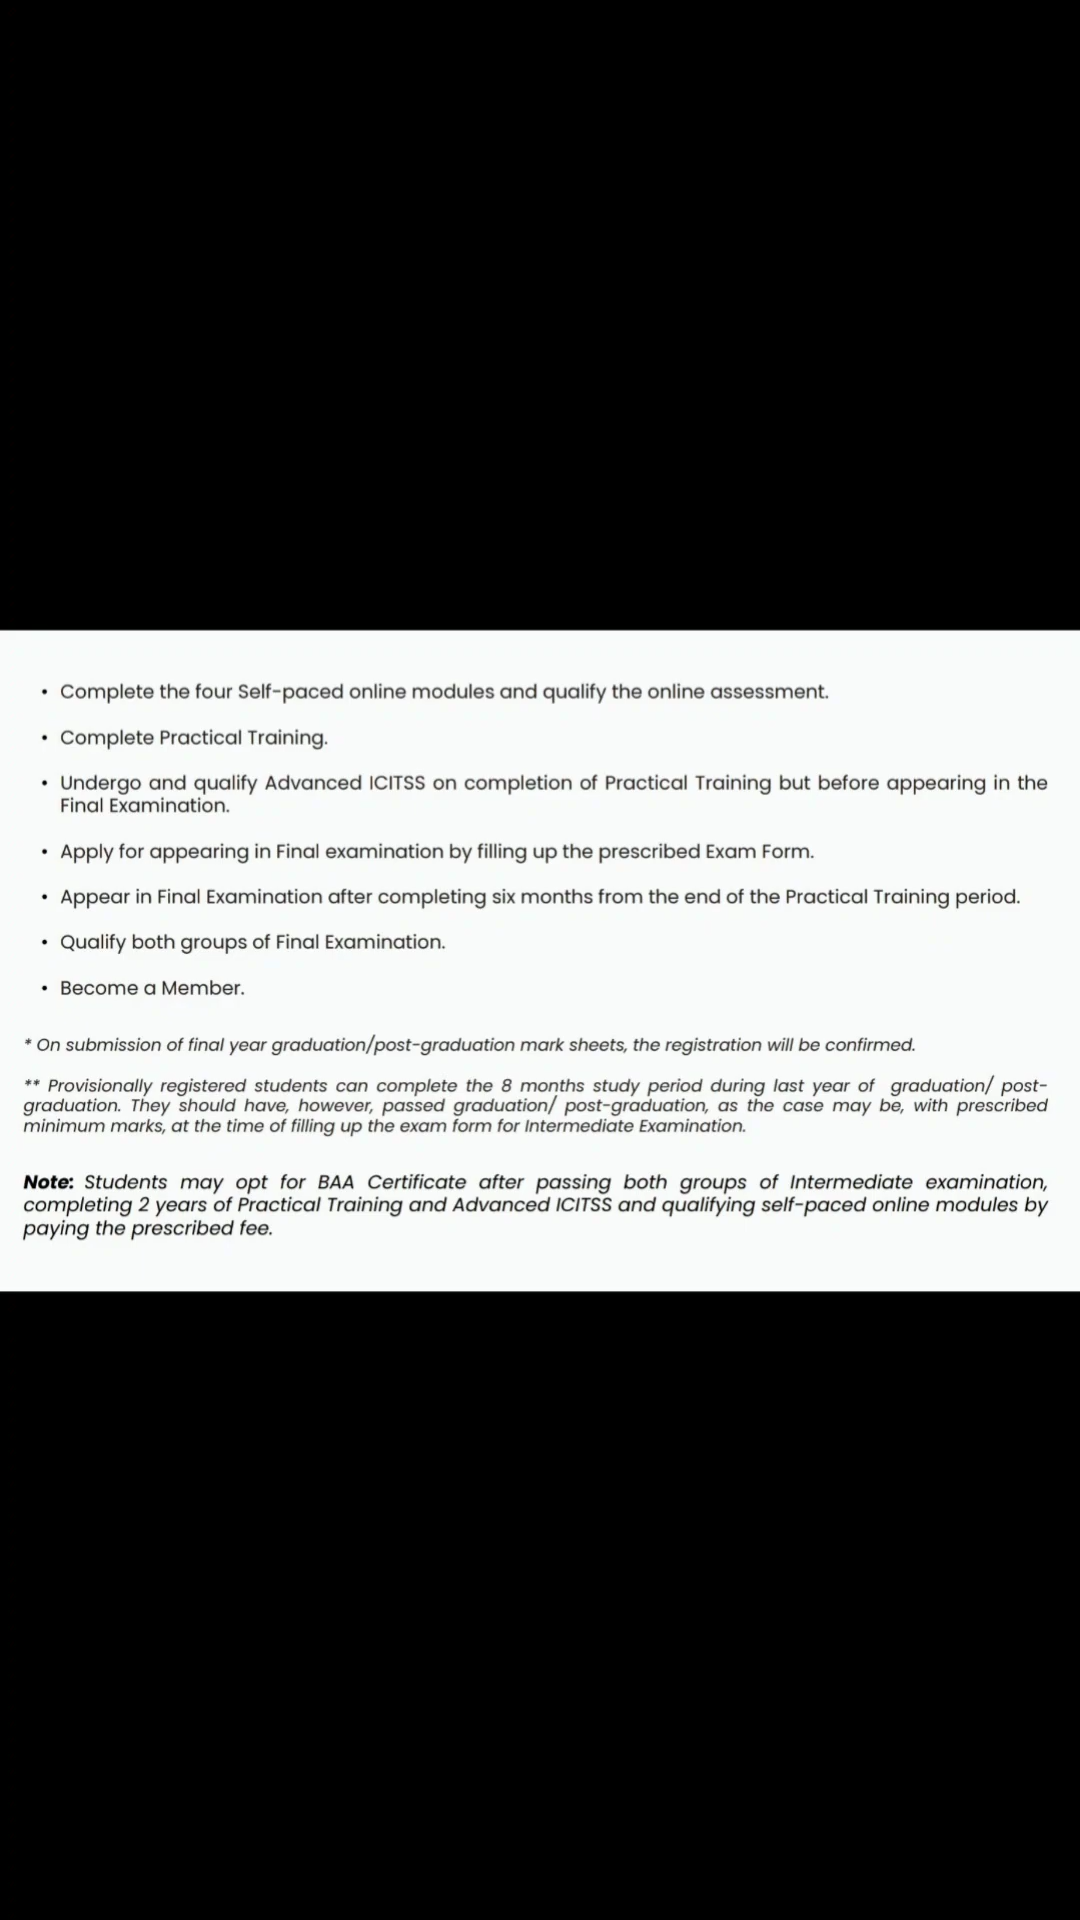 • Complete the four Self-paced online modules and qualify the online assessment.
• Complete Practical Training.
• Undergo and qualify Advanced ICITSS on completion of Practical Training but before appearing in the
Final Examination.
• Apply for appearing in Final examination by filling up the prescribed Exam Form.
• Appear in Final Examination after completing six months from the end of the Practical Training period.
• Qualify both groups of Final Examination.
• Become a Member.
* On submission of final year graduation/post-graduation mark sheets, the registration will be confirmed.
** Provisionally registered students can complete the 8 months study period during last year of graduation/ post-
graduation. They should have, however, passed graduation/ post-graduation, as the case may be, with prescribed
minimum marks, at the time of filling up the exam form for Intermediate Examination.
Note: Students may opt for BAA Certificate after passing both groups of Intermediate examination,
completing 2 years of Practical Training and Advanced ICITSS and qualifying self-paced online modules by
paying the prescribed fee.